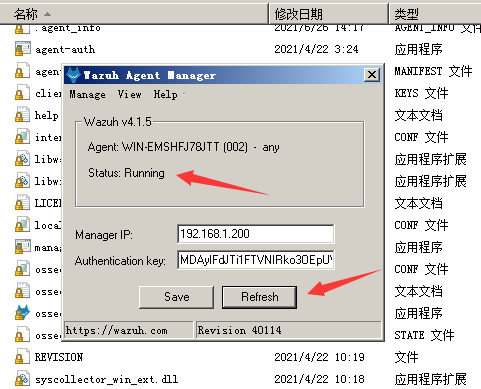 名称 修改日期 类型
.agent_info 2021/6/26 14:17 AGENT_INFO 文件
agent-auth 2021/4/22 3:24 应用程序
MANIFEST 文件
KEYS 文件
help 文本文档
CONF 文件
libw 应用程序扩展
libw 应用程序扩展
LICE 文本文档
loca CONF 文件
mana 应用程序
osse CONF 文件
osse 文本文档
osse 应用程序
osse STATE 文件
REVISION 2021/4/22 10:19 文件
syscollector_win_ext.dll 2021/4/22 10:18 应用程序扩展
Wazuh Agent Manager
Manage View Help
Wazuh v4.1.5
Agent: WIN-EMSHFJ78JTT (002) - any
Status: Running
Manager IP: 192.168.1.200
Authentication key:
Save Refresh
https://wazuh.com Revision 40114